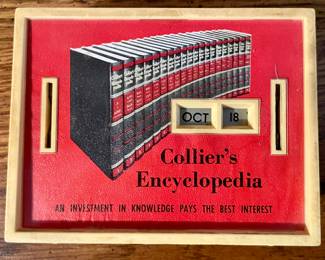 OCT 18
Collier's
Encyclopedia
AN INVESTMENT IN KNOWLEDGE PAYS THE BEST INTEREST